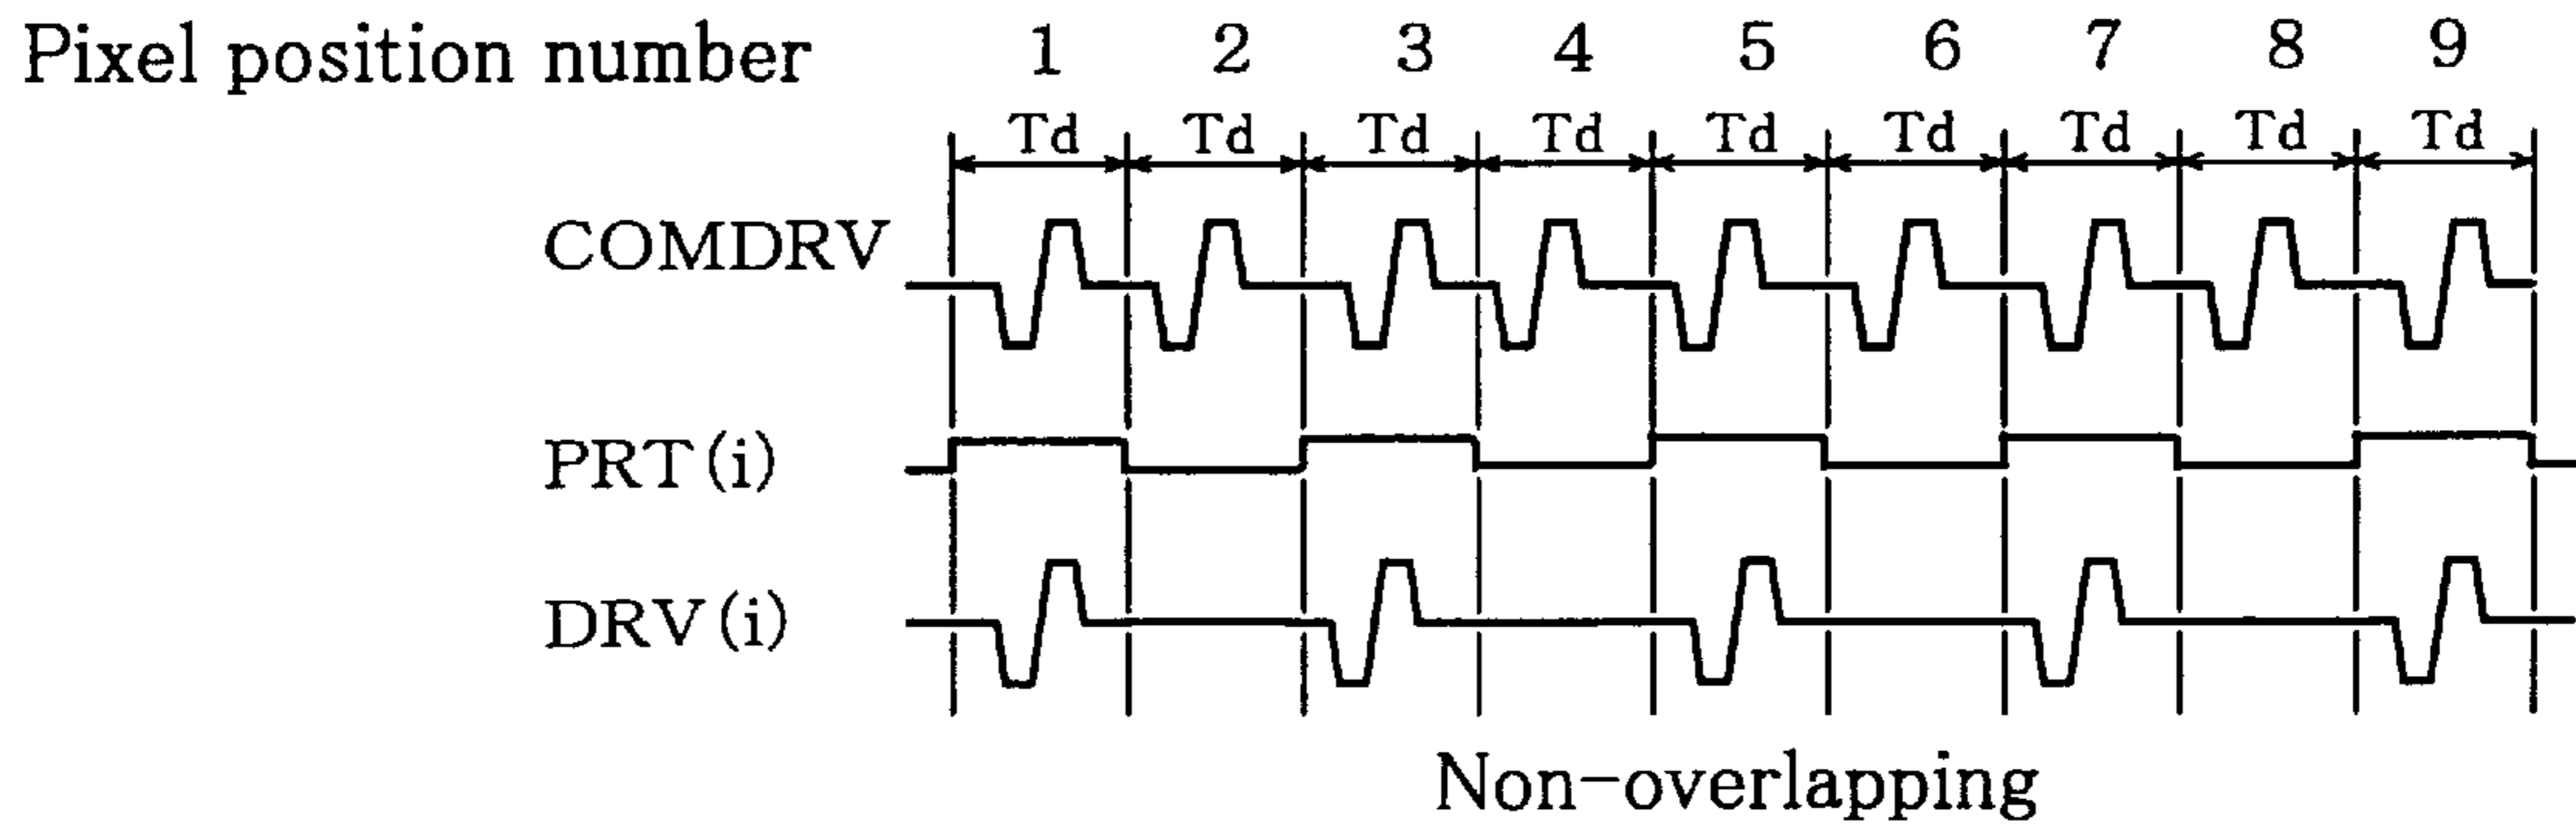 Pixel position number 1 2 3 4 5 6 7 8 9
Td Td Td Td Td Td Td Td Td
COMDRV
PRT(i)
DRV(i)
Non-overlapping